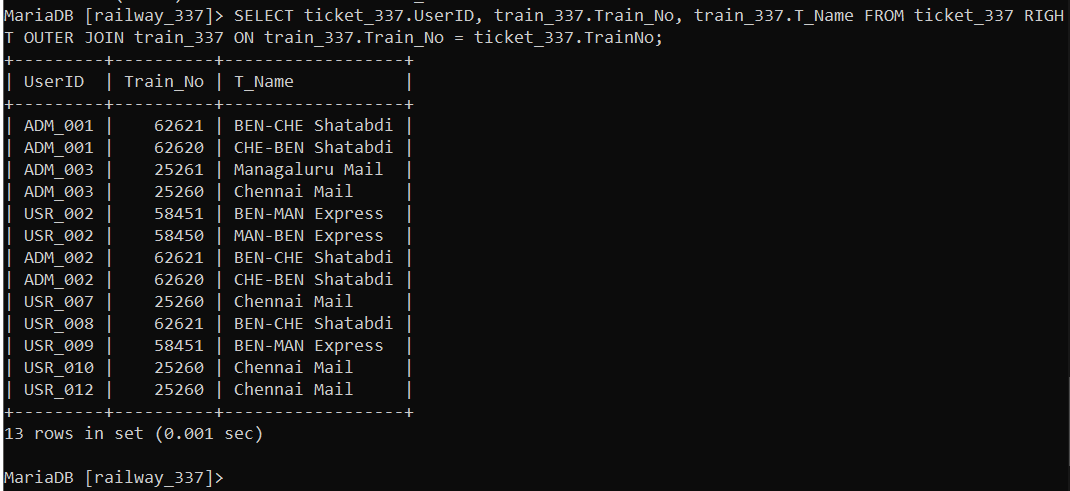 MariaDB [railway_337]> SELECT ticket_337.UserID, train_337.Train_No, train_337.T_Name FROM ticket_337 RIGH
T OUTER JOIN train_337 ON train_337.Train_No = ticket_337.TrainNo;
+---------+----------+------------------+
| UserID  | Train_No | T_Name           |
+---------+----------+------------------+
| ADM_001 |    62621 | BEN-CHE Shatabdi |
| ADM_001 |    62620 | CHE-BEN Shatabdi |
| ADM_003 |    25261 | Managaluru Mail  |
| ADM_003 |    25260 | Chennai Mail     |
| USR_002 |    58451 | BEN-MAN Express  |
| USR_002 |    58450 | MAN-BEN Express  |
| ADM_002 |    62621 | BEN-CHE Shatabdi |
| ADM_002 |    62620 | CHE-BEN Shatabdi |
| USR_007 |    25260 | Chennai Mail     |
| USR_008 |    62621 | BEN-CHE Shatabdi |
| USR_009 |    58451 | BEN-MAN Express  |
| USR_010 |    25260 | Chennai Mail     |
| USR_012 |    25260 | Chennai Mail     |
+---------+----------+------------------+
13 rows in set (0.001 sec)

MariaDB [railway_337]>